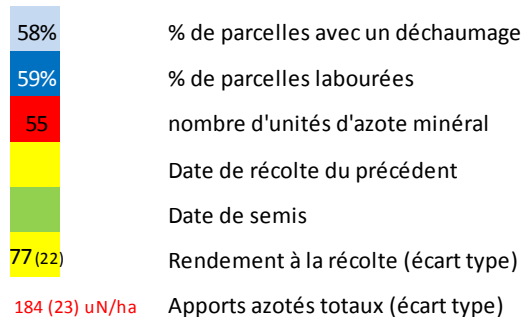 58% % de parcelles avec un déchaumage
59% % de parcelles labourées
55 nombre d'unités d'azote minéral
Date de récolte du précédent
Date de semis
77 (22) Rendement à la récolte (écart type)
184 (23) uN/ha Apports azotés totaux (écart type)